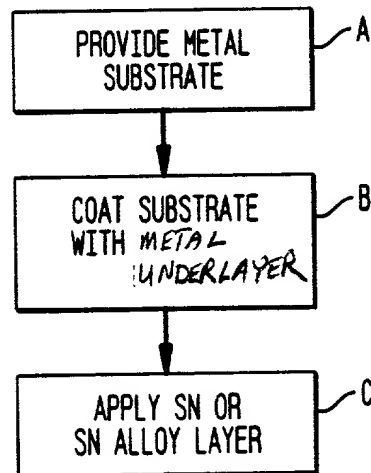 PROVIDE METAL
SUBSTRATE
A
COAT SUBSTRATE
WITH METAL
UNDERLAYER
B
APPLY SN OR
SN ALLOY LAYER
C